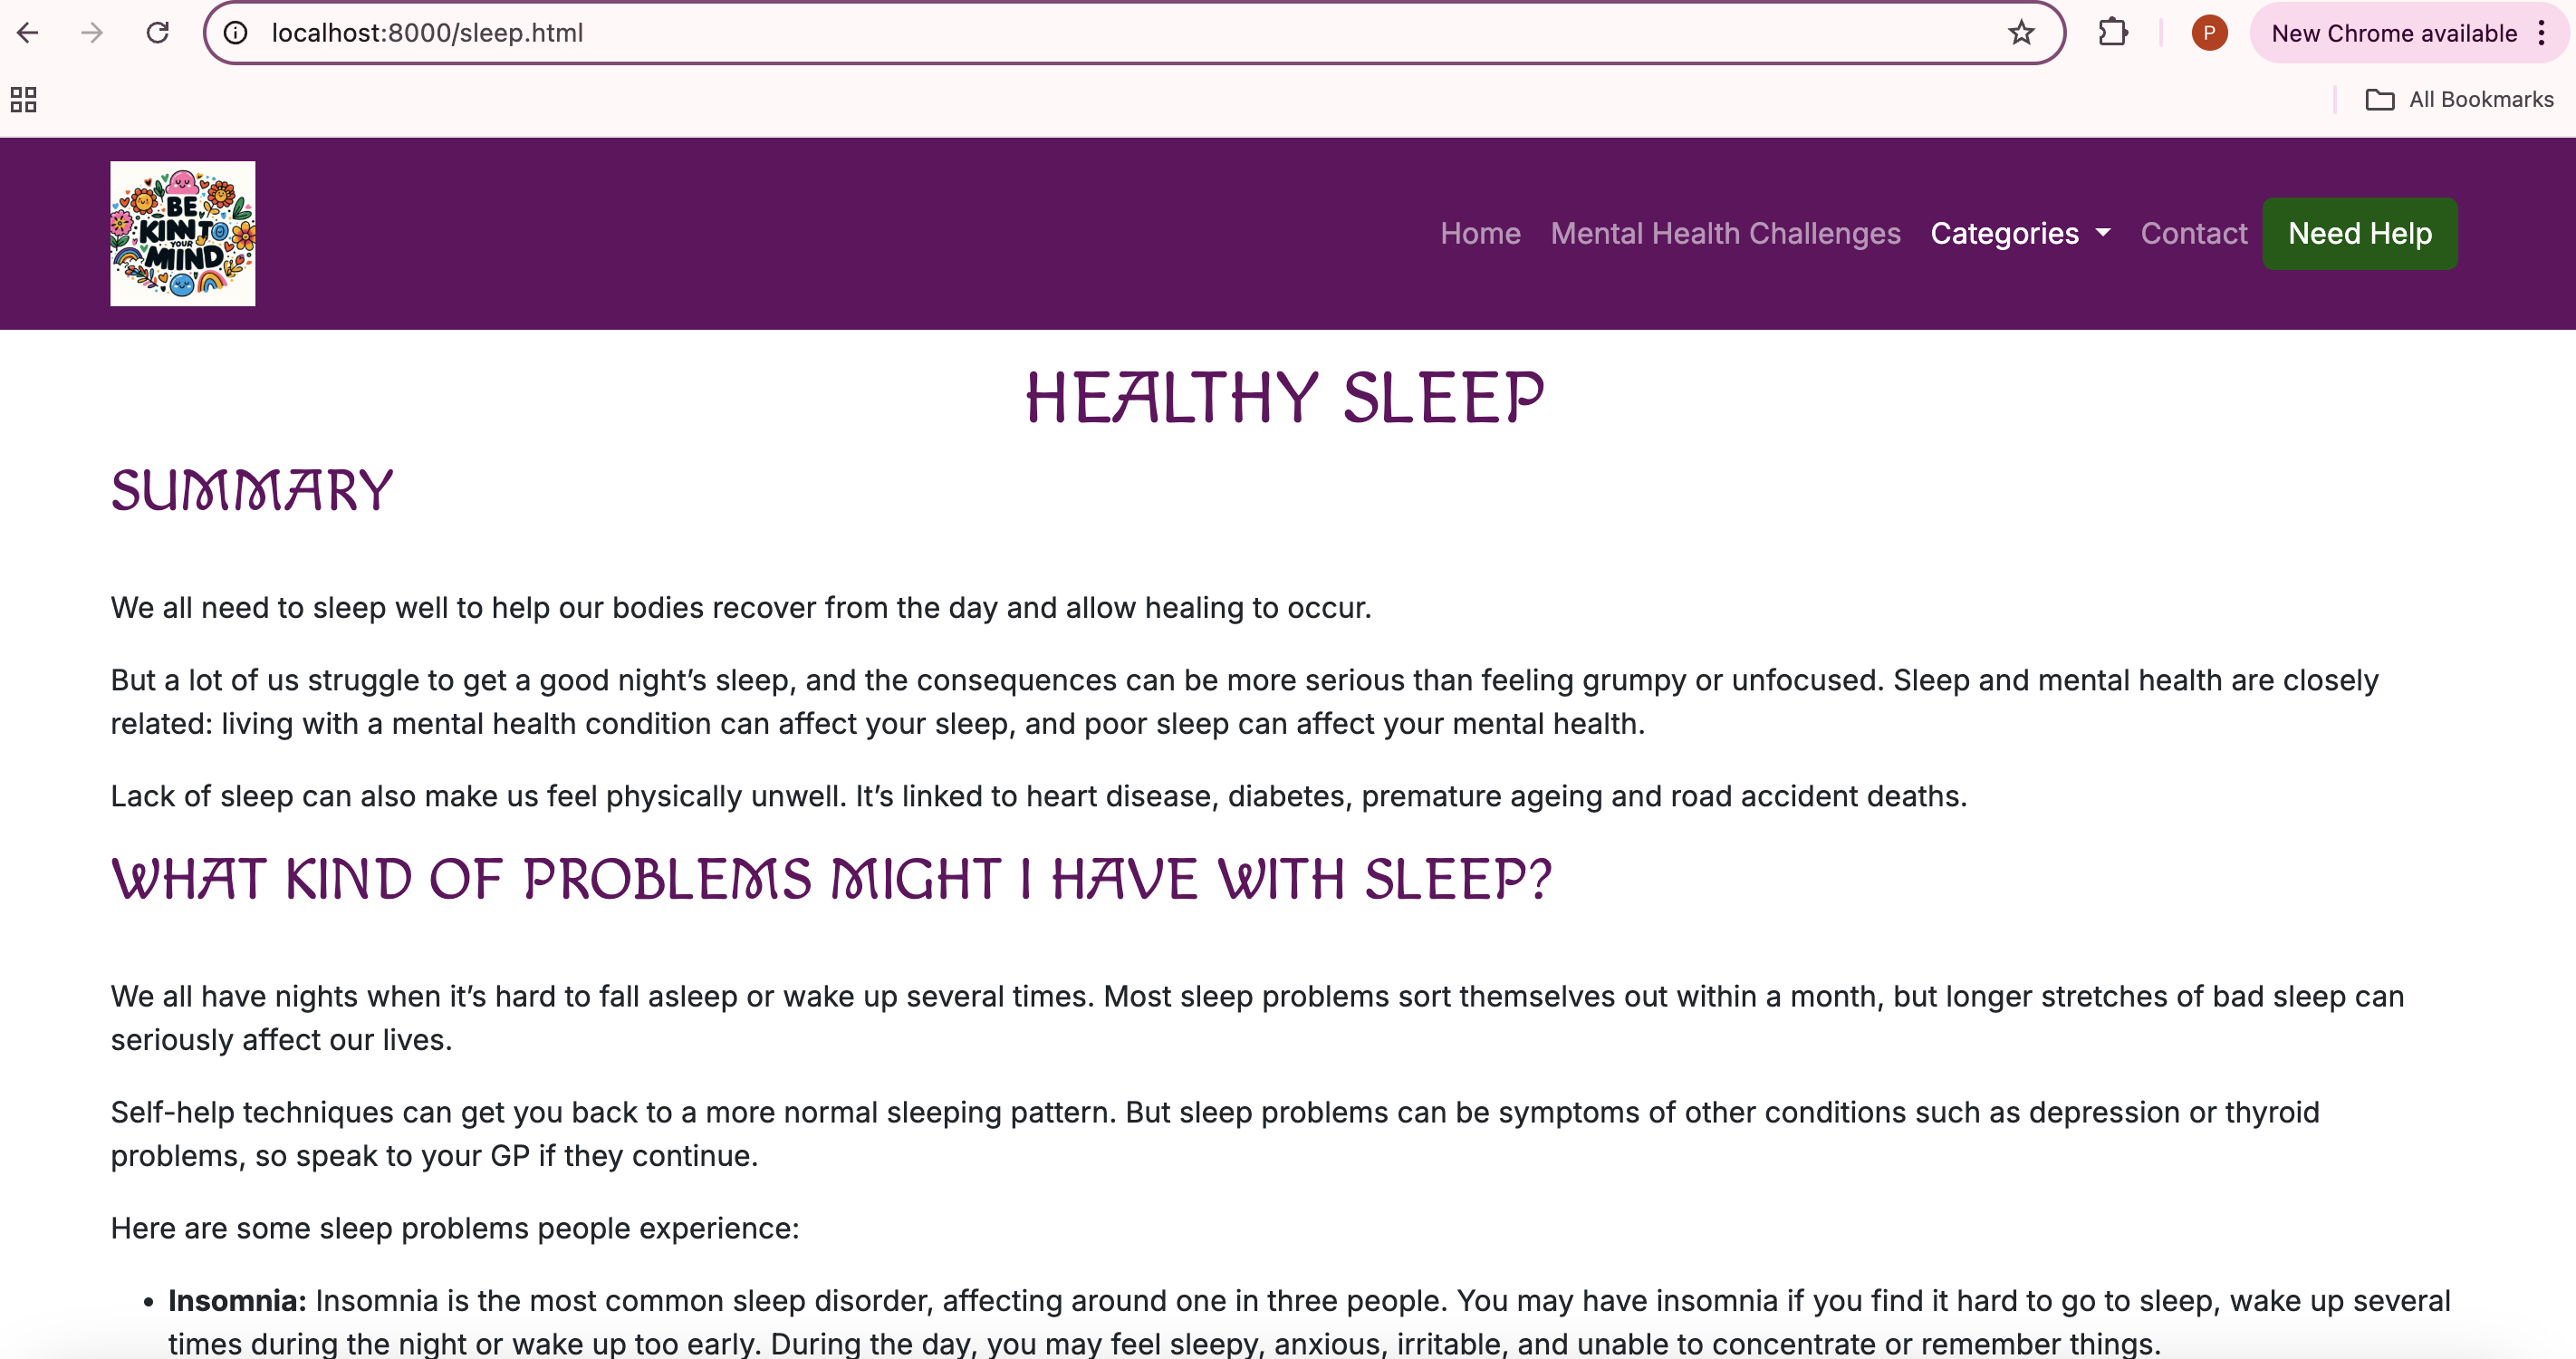 localhost:8000/sleep.html
P
New Chrome available
All Bookmarks
BE
KINN TO
YOUR
MIND
Home
Mental Health Challenges
Categories
Contact
Need Help
HEALTHY SLEEP
SUMMARY
We all need to sleep well to help our bodies recover from the day and allow healing to occur.
But a lot of us struggle to get a good night’s sleep, and the consequences can be more serious than feeling grumpy or unfocused. Sleep and mental health are closely
related: living with a mental health condition can affect your sleep, and poor sleep can affect your mental health.
Lack of sleep can also make us feel physically unwell. It’s linked to heart disease, diabetes, premature ageing and road accident deaths.
WHAT KIND OF PROBLEMS MIGHT I HAVE WITH SLEEP?
We all have nights when it’s hard to fall asleep or wake up several times. Most sleep problems sort themselves out within a month, but longer stretches of bad sleep can
seriously affect our lives.
Self-help techniques can get you back to a more normal sleeping pattern. But sleep problems can be symptoms of other conditions such as depression or thyroid
problems, so speak to your GP if they continue.
Here are some sleep problems people experience:
• Insomnia: Insomnia is the most common sleep disorder, affecting around one in three people. You may have insomnia if you find it hard to go to sleep, wake up several
times during the night or wake up too early. During the day, you may feel sleepy, anxious, irritable, and unable to concentrate or remember things.